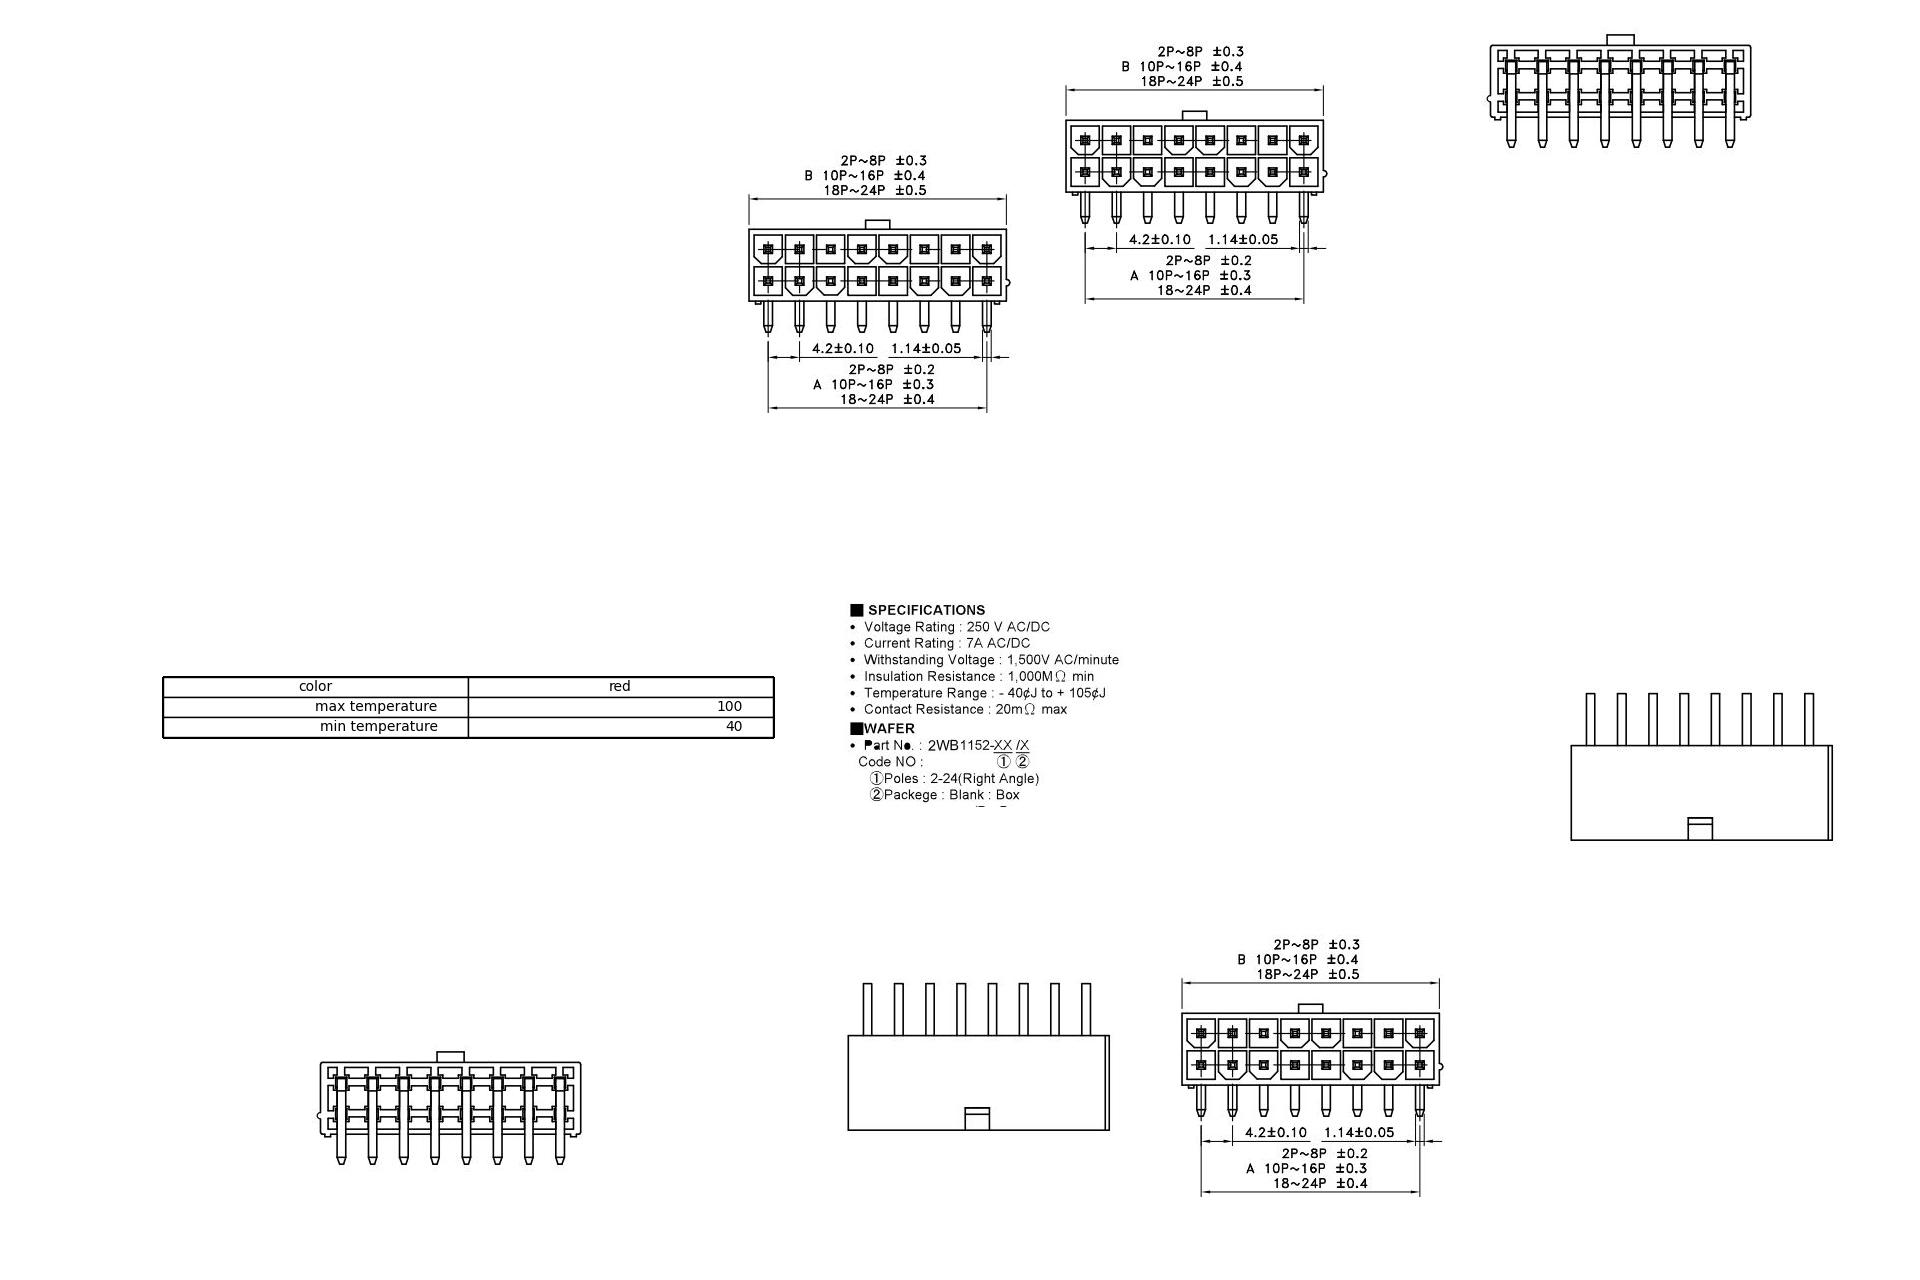 2P~8P ±0.3
B 10P~16P ±0.4
18P~24P ±0.5
4.2±0.10 1.14±0.05
2P~8P ±0.2
A 10P~16P ±0.3
18~24P ±0.4
2P~8P ±0.3
B 10P~16P ±0.4
18P~24P ±0.5
4.2±0.10 1.14±0.05
2P~8P ±0.2
A 10P~16P ±0.3
18~24P ±0.4
color red
max temperature 100
min temperature 40
■ SPECIFICATIONS
• Voltage Rating : 250 V AC/DC
• Current Rating : 7A AC/DC
• Withstanding Voltage : 1,500V AC/minute
• Insulation Resistance : 1,000MΩ min
• Temperature Range : - 40¢J to + 105¢J
• Contact Resistance : 20mΩ max
■WAFER
• Part No. : 2WB1152-XX /X
Code NO : ① ②
①Poles : 2-24(Right Angle)
②Packege : Blank : Box
2P~8P ±0.3
B 10P~16P ±0.4
18P~24P ±0.5
4.2±0.10 1.14±0.05
2P~8P ±0.2
A 10P~16P ±0.3
18~24P ±0.4